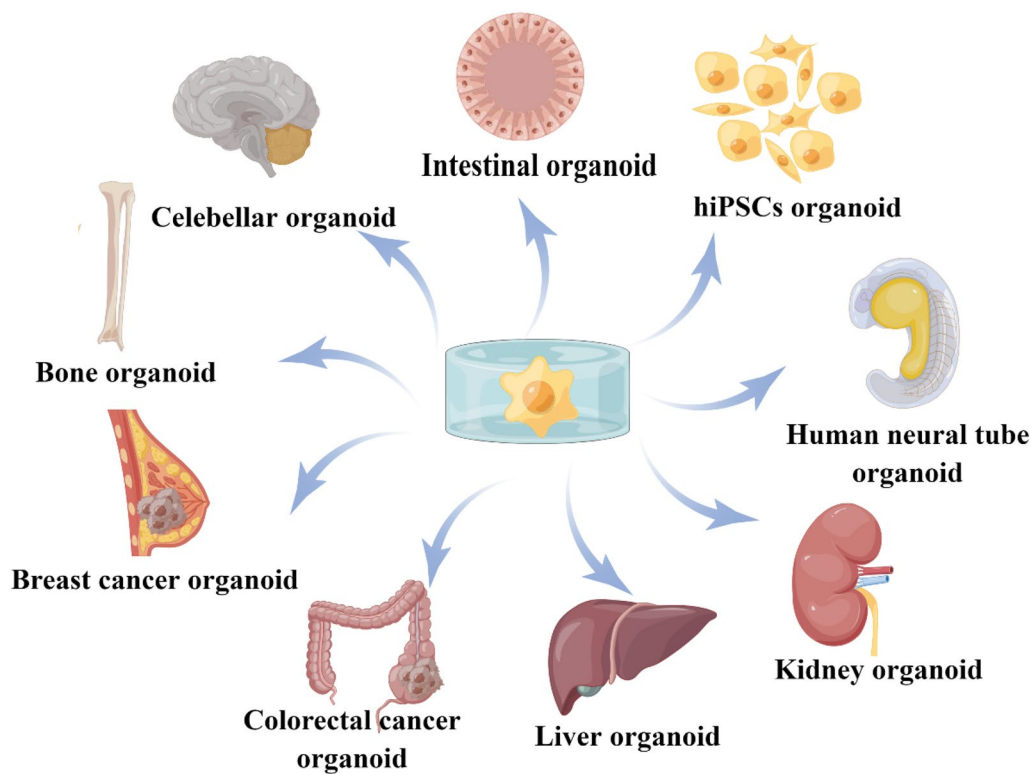 Intestinal organoid
hiPSCs organoid
Celebellar organoid
Bone organoid
Human neural tube
organoid
Breast cancer organoid
Kidney organoid
Colorectal cancer
organoid
Liver organoid